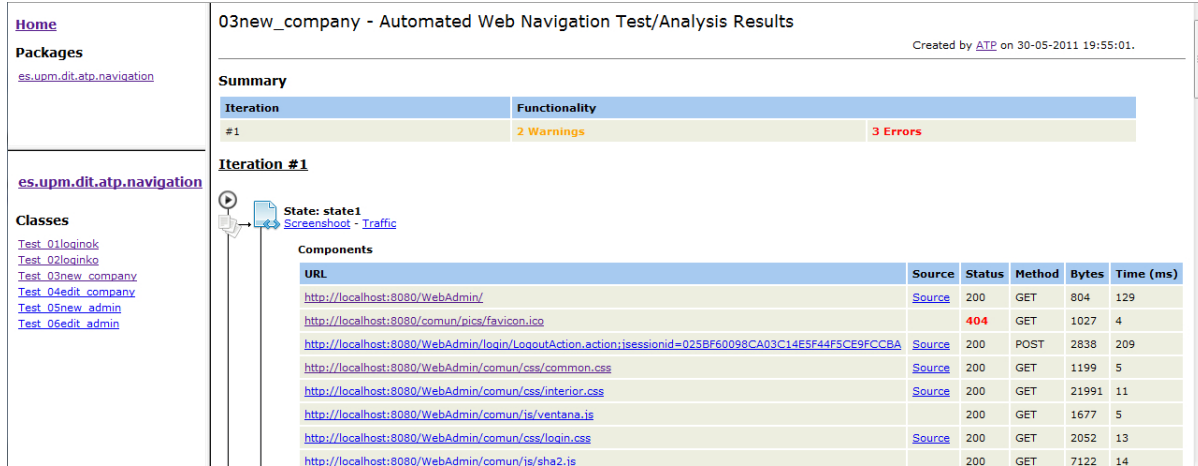 Home
Packages
es.upm.dit.atp.navigation
es.upm.dit.atp.navigation
Classes
Test_01loginok
Test_02loginko
Test_03new_company
Test_04edit_company
Test_05new_admin
Test_06edit_admin
03new_company - Automated Web Navigation Test/Analysis Results
Created by ATP on 30-05-2011 19:55:01.
Summary
Iteration Functionality
#1 2 Warnings 3 Errors
Iteration #1
State: state1
Screenshoot - Traffic
Components
URL Source Status Method Bytes Time (ms)
http://localhost:8080/WebAdmin/ Source 200 GET 804 129
http://localhost:8080/comun/pics/favicon.ico 404 GET 1027 4
http://localhost:8080/WebAdmin/login/LogoutAction.action;jsessionid=025BF60098CA03C14E5F44F5CE9FCCBA Source 200 POST 2838 209
http://localhost:8080/WebAdmin/comun/css/common.css Source 200 GET 1199 5
http://localhost:8080/WebAdmin/comun/css/interior.css Source 200 GET 21991 11
http://localhost:8080/WebAdmin/comun/js/ventana.js 200 GET 1677 5
http://localhost:8080/WebAdmin/comun/css/login.css Source 200 GET 2052 13
http://localhost:8080/WebAdmin/comun/js/sha2.js 200 GET 7122 14